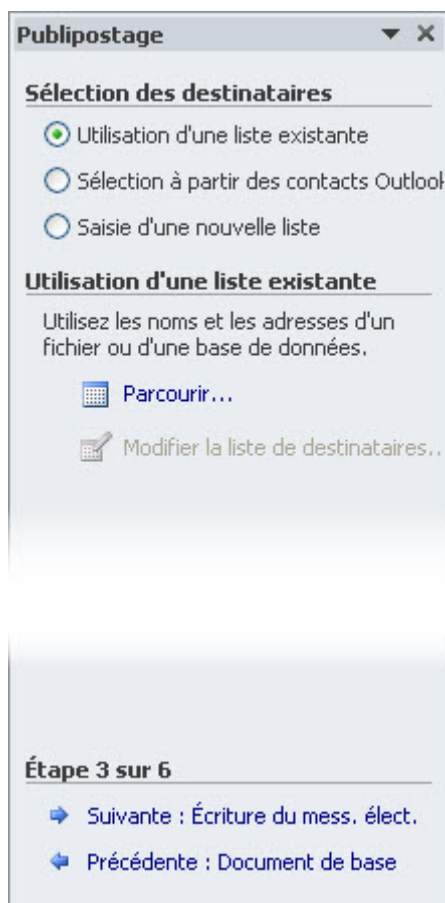 Publipostage
Sélection des destinataires
Utilisation d'une liste existante
Sélection à partir des contacts Outlook
Saisie d'une nouvelle liste
Utilisation d'une liste existante
Utilisez les noms et les adresses d'un
fichier ou d'une base de données.
Parcourir...
Modifier la liste de destinataires..
Étape 3 sur 6
Suivante : Écriture du mess. élect.
Précédente : Document de base